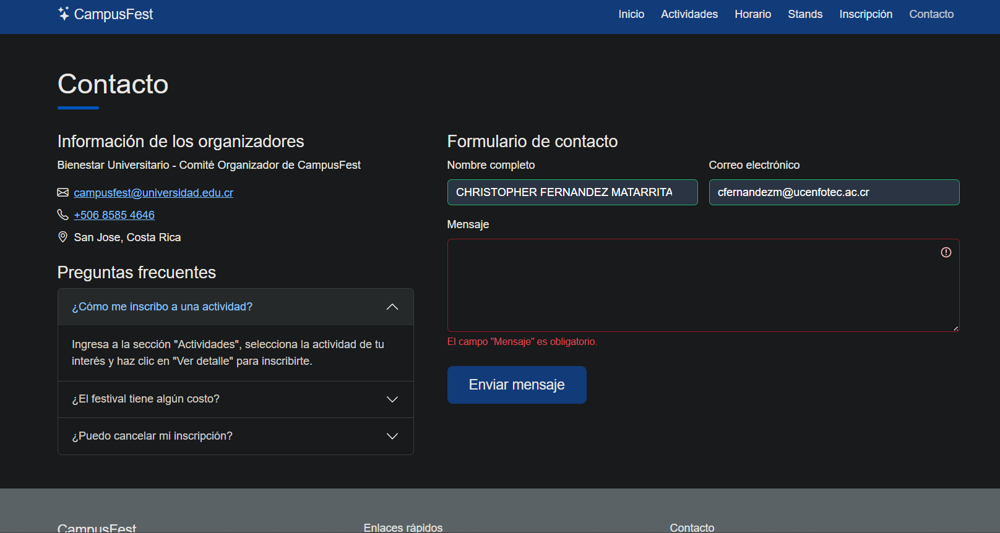 CampusFest
Inicio Actividades Horario Stands Inscripción Contacto
Contacto
Información de los organizadores
Bienestar Universitario - Comité Organizador de CampusFest
campusfest@universidad.edu.cr
+506 8585 4646
San Jose, Costa Rica
Preguntas frecuentes
¿Cómo me inscribo a una actividad?
Ingresa a la sección "Actividades", selecciona la actividad de tu
interés y haz clic en "Ver detalle" para inscribirte.
¿El festival tiene algún costo?
¿Puedo cancelar mi inscripción?
Formulario de contacto
Nombre completo
CHRISTOPHER FERNANDEZ MATARRITA
Correo electrónico
cfernandezm@ucenfotec.ac.cr
Mensaje
El campo "Mensaje" es obligatorio.
Enviar mensaje
CampusFest
Enlaces rápidos
Contacto